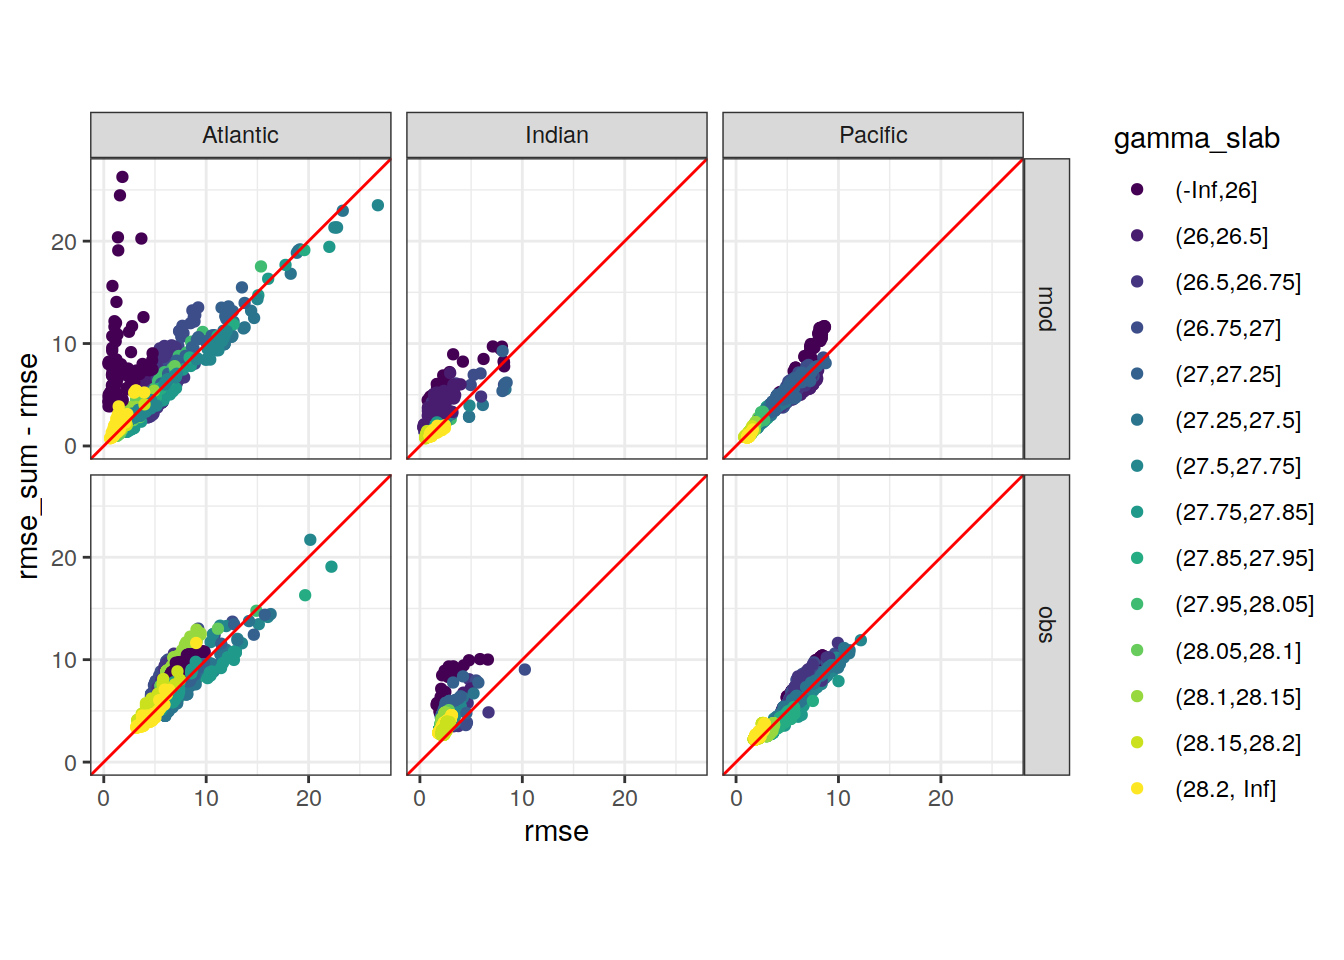 Atlantic
Indian
Pacific
gamma_slab
(-Inf,26]
(26,26.5]
(26.5,26.75]
(26.75,27]
(27,27.25]
(27.25,27.5]
(27.5,27.75]
(27.75,27.85]
(27.85,27.95]
(27.95,28.05]
(28.05,28.1]
(28.1,28.15]
(28.15,28.2]
(28.2, Inf]
mod
obs
rmse_sum - rmse
20
10
0
20
10
0
0 10 20
0 10 20
0 10 20
rmse